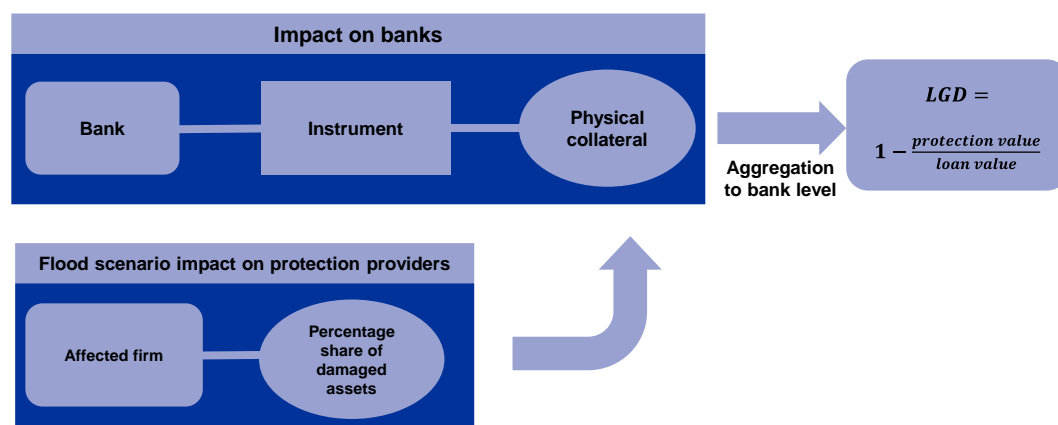 Impact on banks
Bank
Instrument
Physical
collateral
Aggregation
to bank level
LGD =
1 − protection value / loan value
Flood scenario impact on protection providers
Affected firm
Percentage
share of
damaged
assets